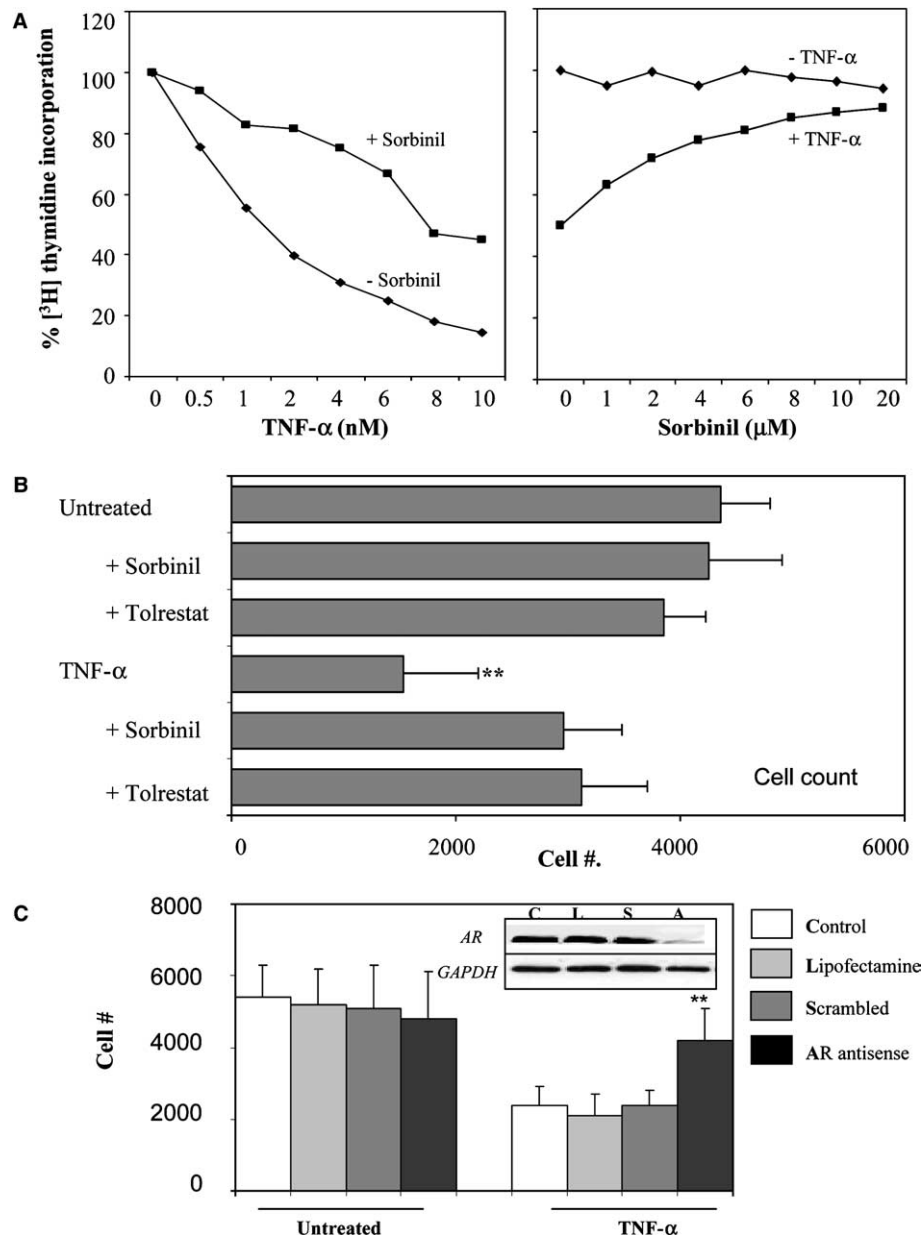 A
% [³H] thymidine incorporation
120
100
80
60
40
20
0
+ Sorbinil
- Sorbinil
0 0.5 1 2 4 6 8 10
TNF-α (nM)
- TNF-α
+ TNF-α
0 1 2 4 6 8 10 20
Sorbinil (μM)
B
Untreated
+ Sorbinil
+ Tolrestat
TNF-α
**
+ Sorbinil
+ Tolrestat
Cell count
0 2000 4000 6000
Cell #.
C
Cell #
8000
6000
4000
2000
0
C L S A
AR
GAPDH
**
Control
Lipofectamine
Scrambled
AR antisense
Untreated
TNF-α